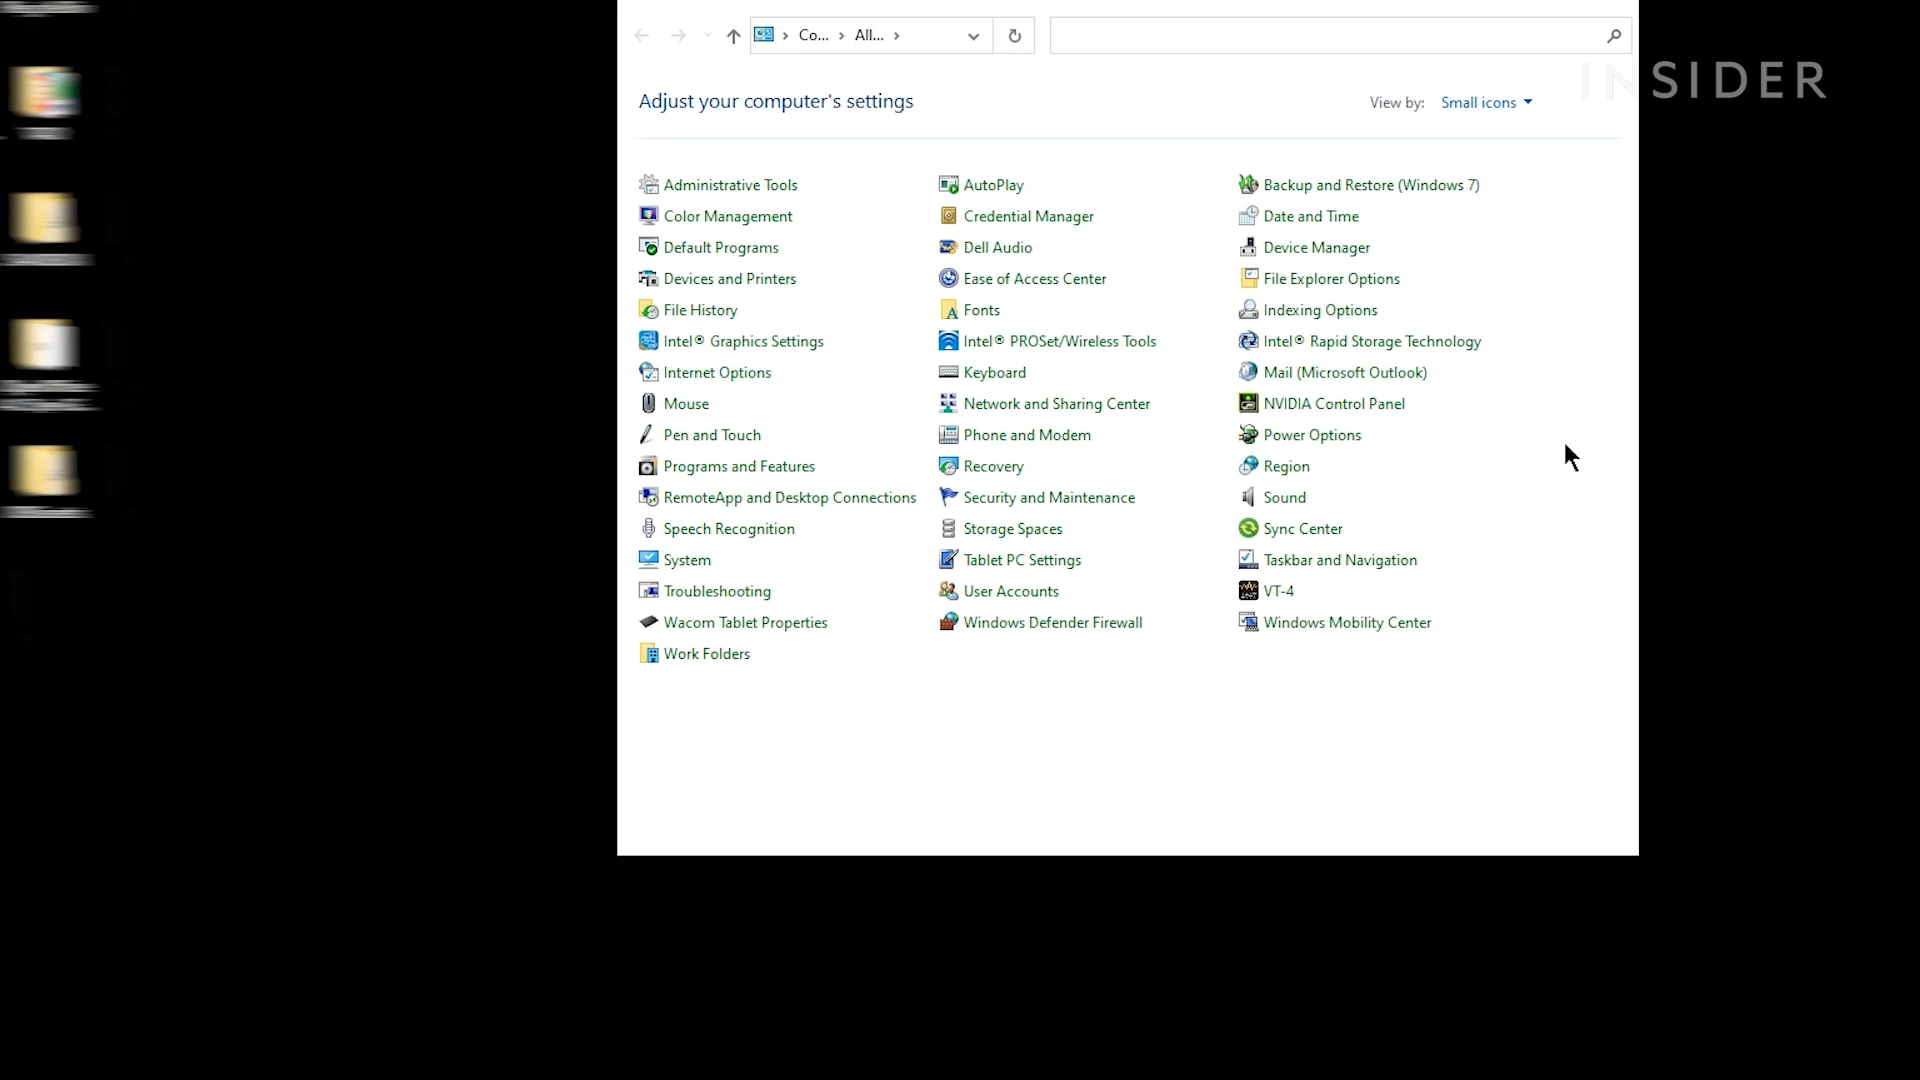 Co... All...
INSIDER
Adjust your computer's settings
View by: Small icons
Administrative Tools
AutoPlay
Backup and Restore (Windows 7)
Color Management
Credential Manager
Date and Time
Default Programs
Dell Audio
Device Manager
Devices and Printers
Ease of Access Center
File Explorer Options
File History
Fonts
Indexing Options
Intel® Graphics Settings
Intel® PROSet/Wireless Tools
Intel® Rapid Storage Technology
Internet Options
Keyboard
Mail (Microsoft Outlook)
Mouse
Network and Sharing Center
NVIDIA Control Panel
Pen and Touch
Phone and Modem
Power Options
Programs and Features
Recovery
Region
RemoteApp and Desktop Connections
Security and Maintenance
Sound
Speech Recognition
Storage Spaces
Sync Center
System
Tablet PC Settings
Taskbar and Navigation
Troubleshooting
User Accounts
VT-4
Wacom Tablet Properties
Windows Defender Firewall
Windows Mobility Center
Work Folders